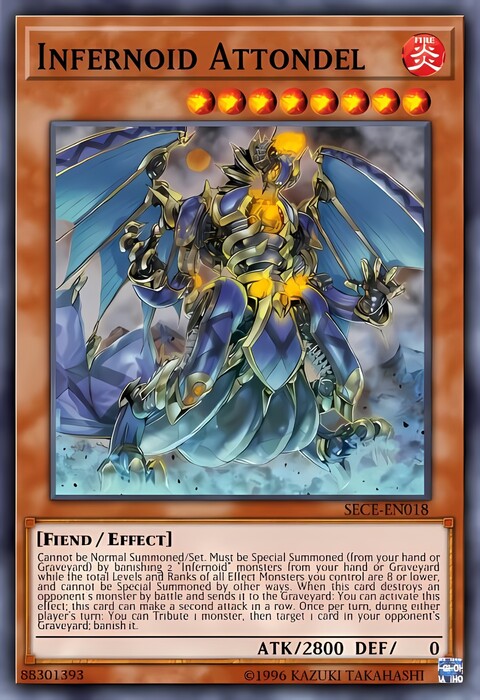 INFERNOID ATTONDEL
FIRE
炎
SECE-EN018
[FIEND / EFFECT]
Cannot be Normal Summoned/Set. Must be Special Summoned (from your hand or
Graveyard) by banishing 2 "Infernoid" monsters from your hand or Graveyard
while the total Levels and Ranks of all Effect Monsters you control are 8 or lower,
and cannot be Special Summoned by other ways. When this card destroys an
opponent's monster by battle and sends it to the Graveyard: You can activate this
effect; this card can make a second attack in a row. Once per turn, during either
player's turn: You can Tribute 1 monster, then target 1 card in your opponent's
Graveyard; banish it.
ATK/2800 DEF/ 0
88301393
©1996 KAZUKI TAKAHASHI